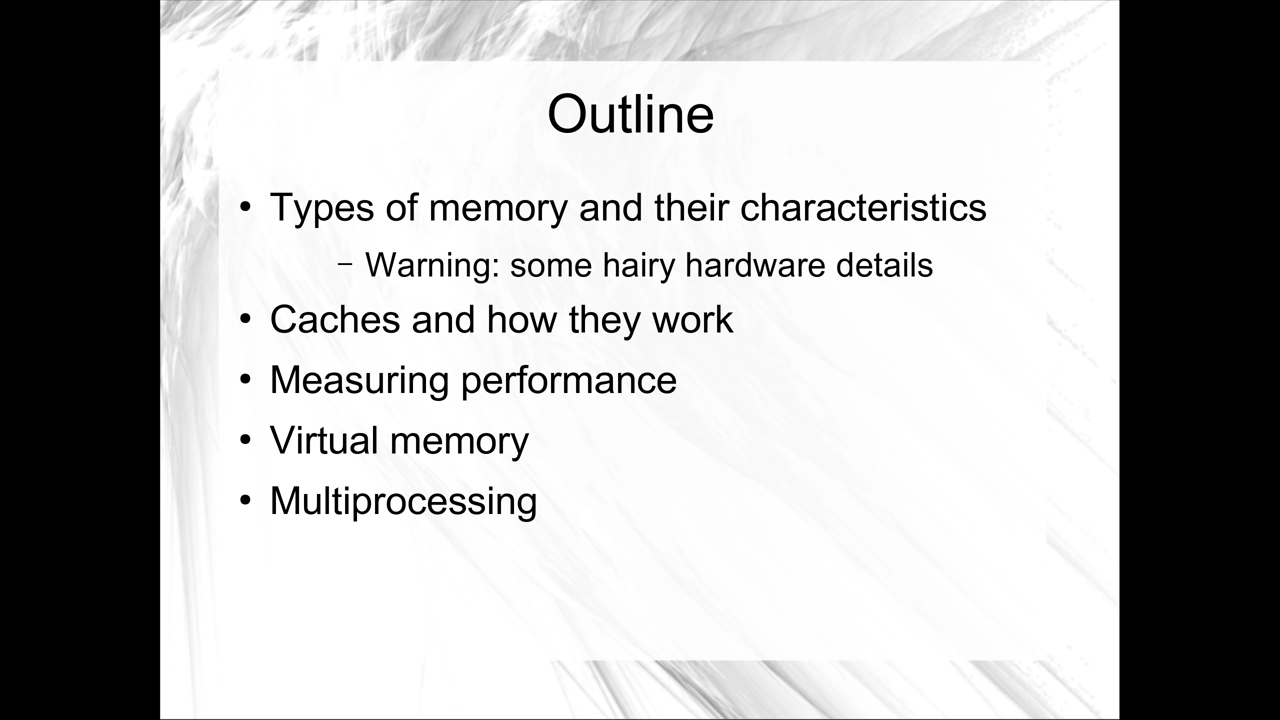 Outline
• Types of memory and their characteristics
– Warning: some hairy hardware details
• Caches and how they work
• Measuring performance
• Virtual memory
• Multiprocessing